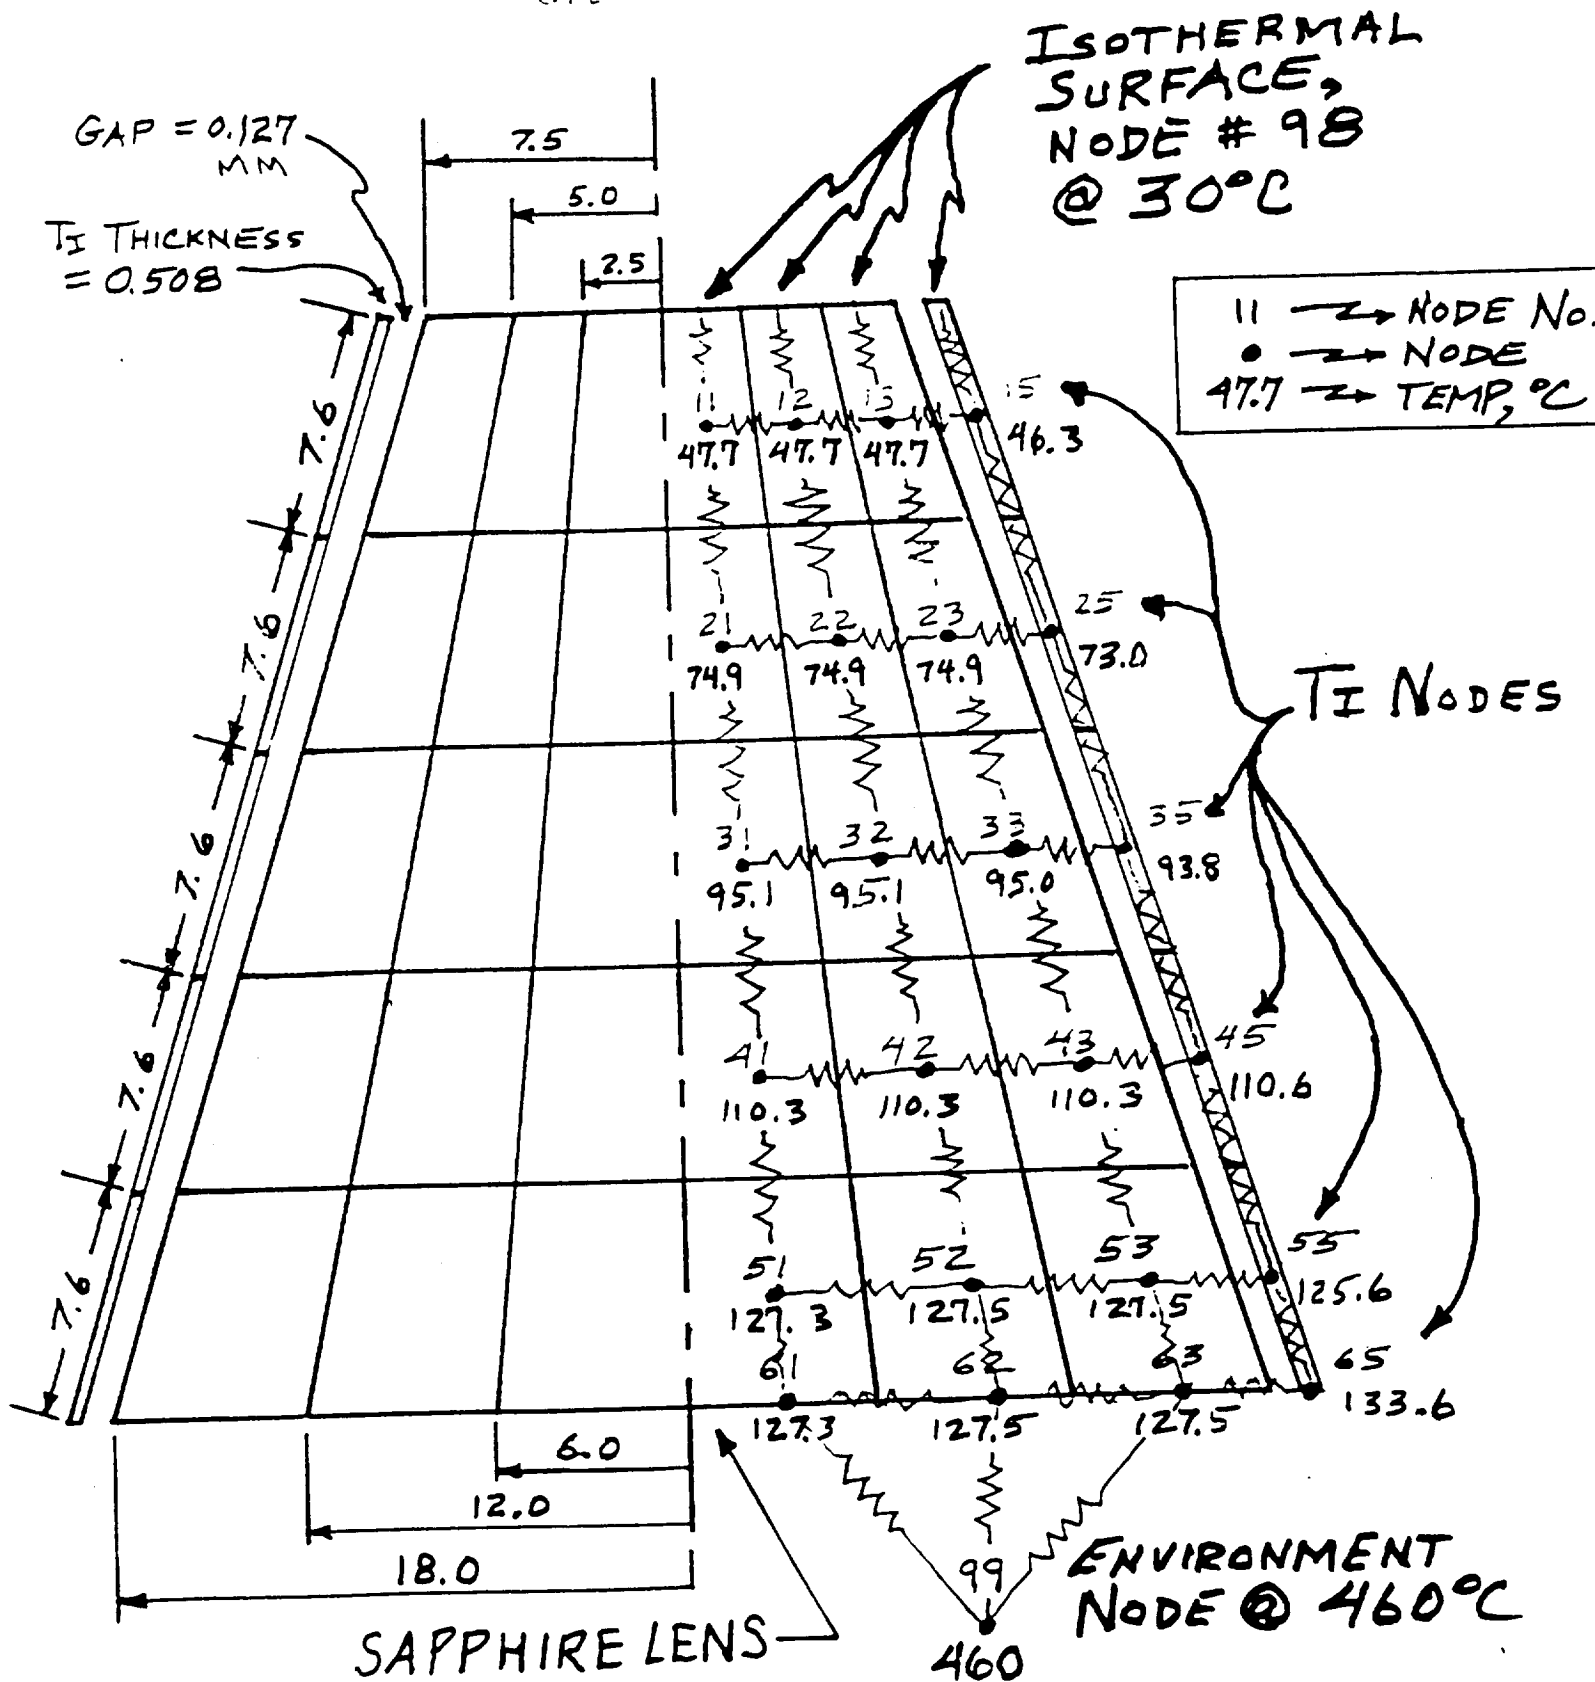 ISOTHERMAL
SURFACE,
NODE # 98
@ 30°C
GAP = 0.127
MM
TI THICKNESS
= 0.508
7.5
5.0
2.5
11 → NODE NO.
• → NODE
47.7 → TEMP, °C
7.6
7.6
7.6
7.6
7.6
11 12 13 15
47.7 47.7 47.7 46.3
21 22 23 25
74.9 74.9 74.9 73.0
TI NODES
31 32 33 35
95.1 95.1 95.0 93.8
41 42 43 45
110.3 110.3 110.3 110.6
51 52 53 55
127.3 127.5 127.5 125.6
61 62 63 65
127.3 127.5 127.5 133.6
6.0
12.0
18.0
99
460
ENVIRONMENT
NODE @ 460°C
SAPPHIRE LENS